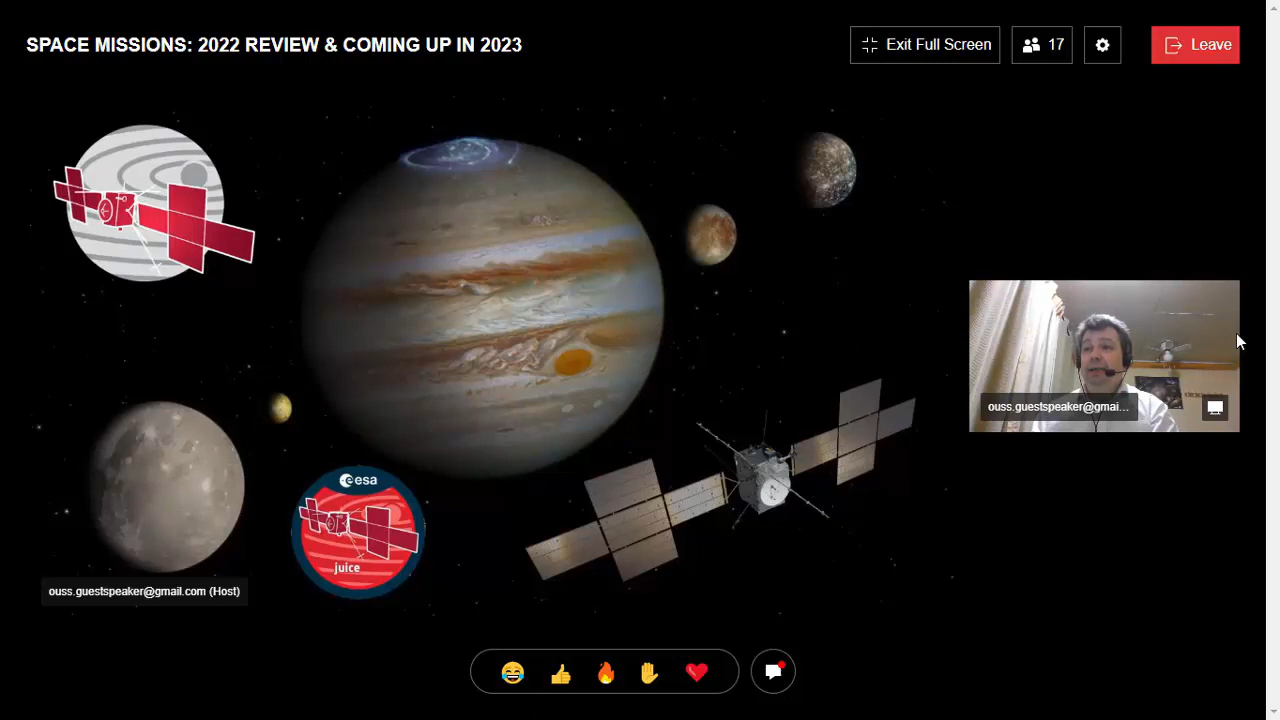 SPACE MISSIONS: 2022 REVIEW & COMING UP IN 2023
Exit Full Screen
17
Leave
ouss.guestspeaker@gmai...
esa
juice
ouss.guestspeaker@gmail.com (Host)